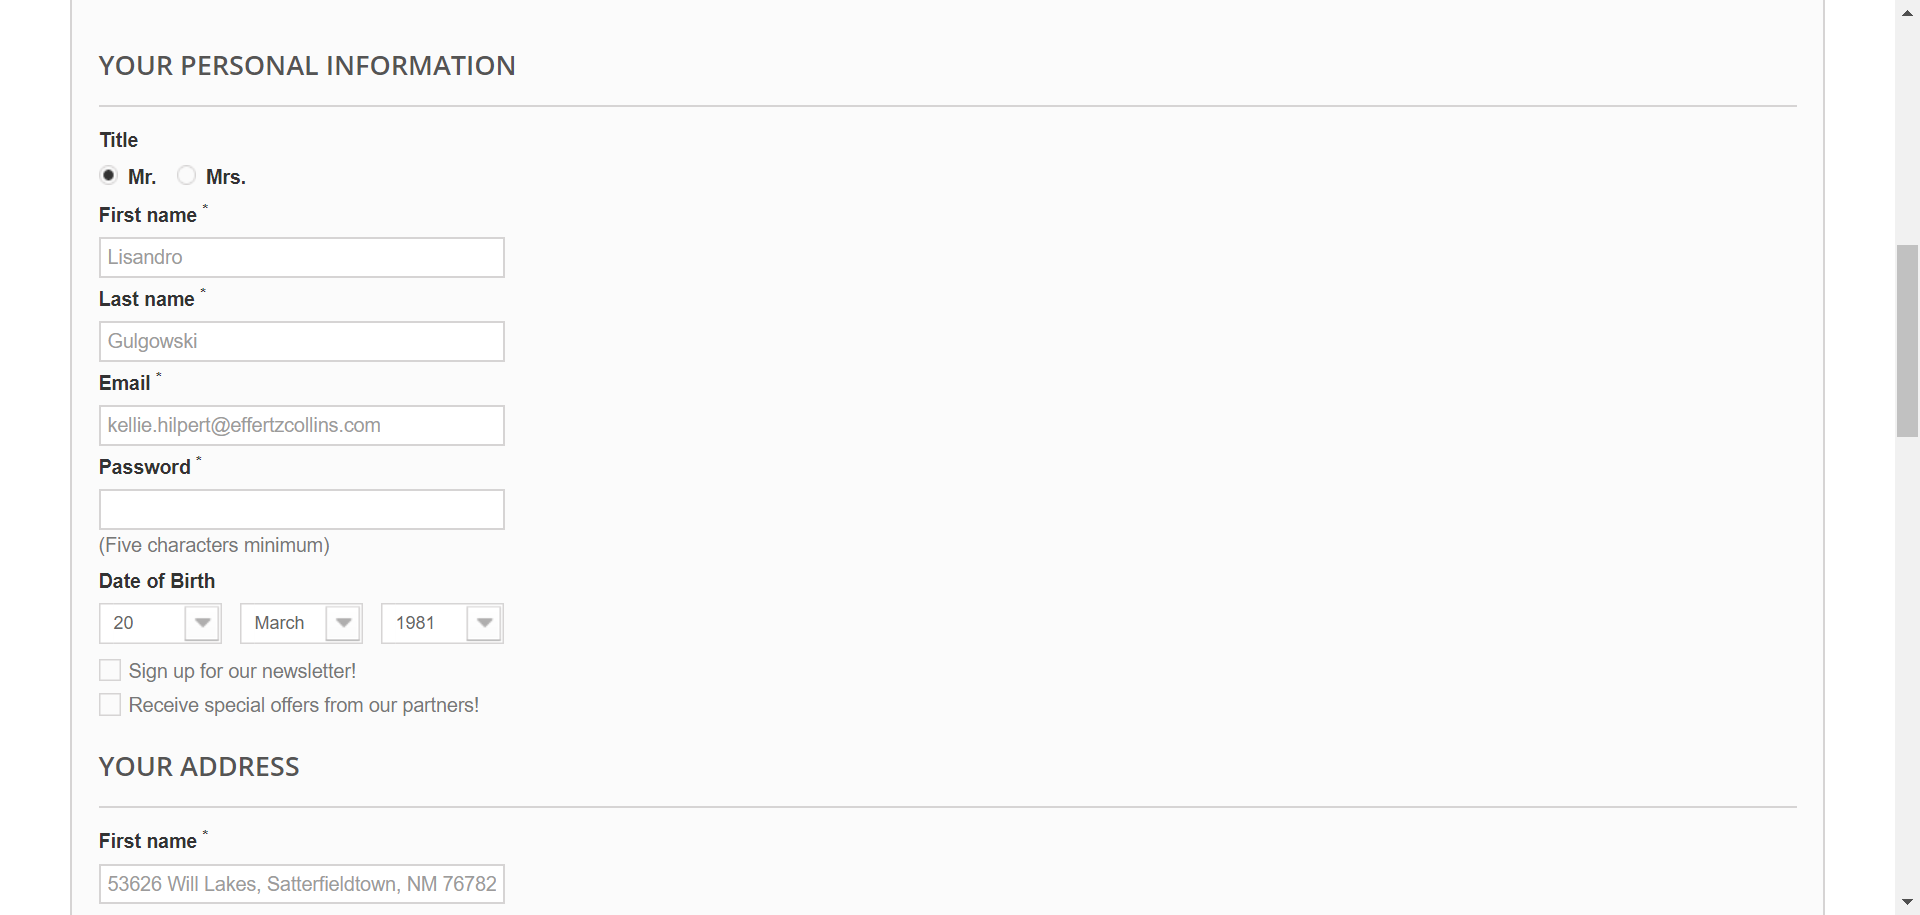 YOUR PERSONAL INFORMATION
Title
Mr. Mrs.
First name *
Lisandro
Last name *
Gulgowski
Email *
kellie.hilpert@effertzcollins.com
Password *
(Five characters minimum)
Date of Birth
20 March 1981
Sign up for our newsletter!
Receive special offers from our partners!
YOUR ADDRESS
First name *
53626 Will Lakes, Satterfieldtown, NM 76782